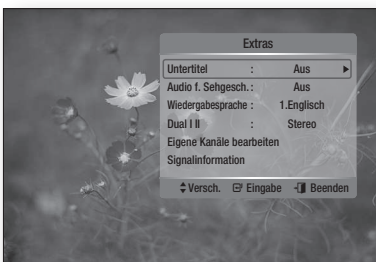 Extras
Untertitel : Aus
Audio f. Sehgesch. : Aus
Wiedergabesprache : 1.Englisch
Dual I II : Stereo
Eigene Kanäle bearbeiten
Signalinformation
Versch. Eingabe Beenden